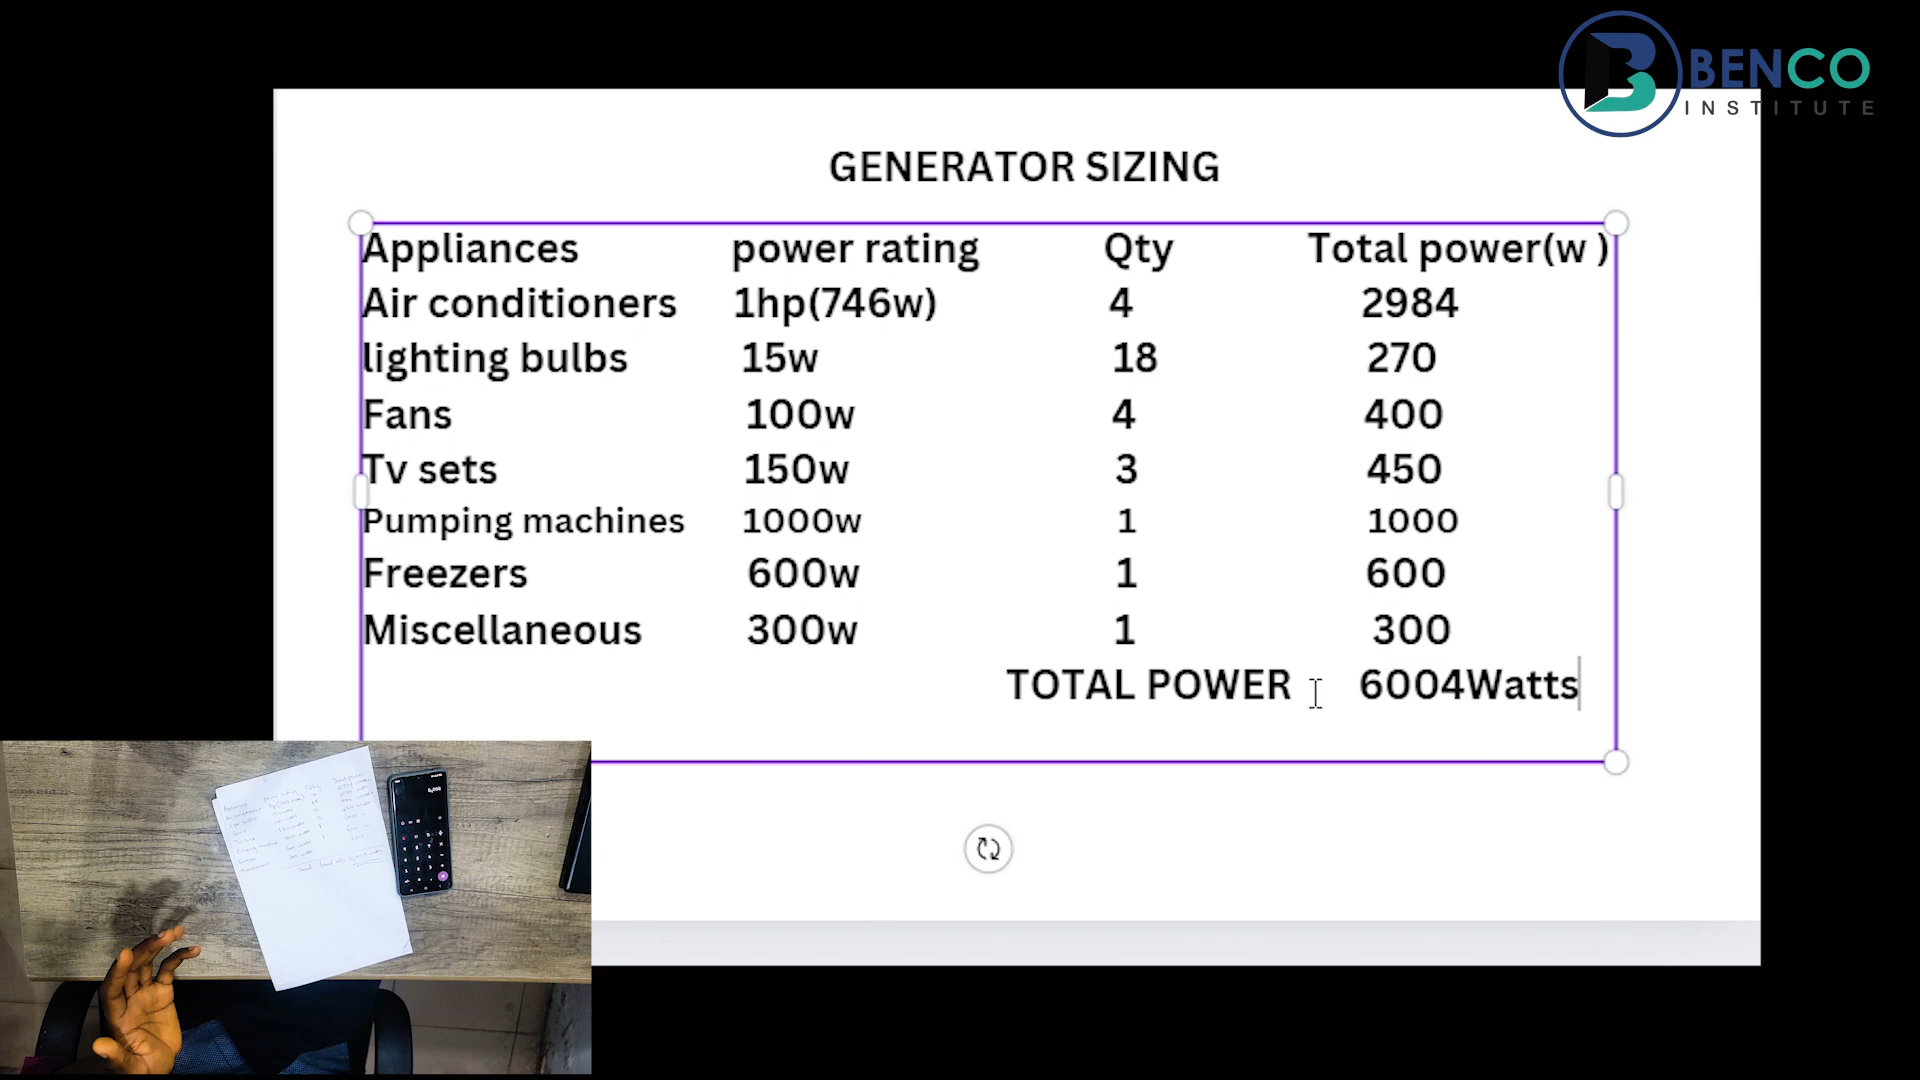 BENCO
INSTITUTE
GENERATOR SIZING
Appliances power rating Qty Total power(w )
Air conditioners 1hp(746w) 4 2984
lighting bulbs 15w 18 270
Fans 100w 4 400
Tv sets 150w 3 450
Pumping machines 1000w 1 1000
Freezers 600w 1 600
Miscellaneous 300w 1 300
TOTAL POWER 6004Watts